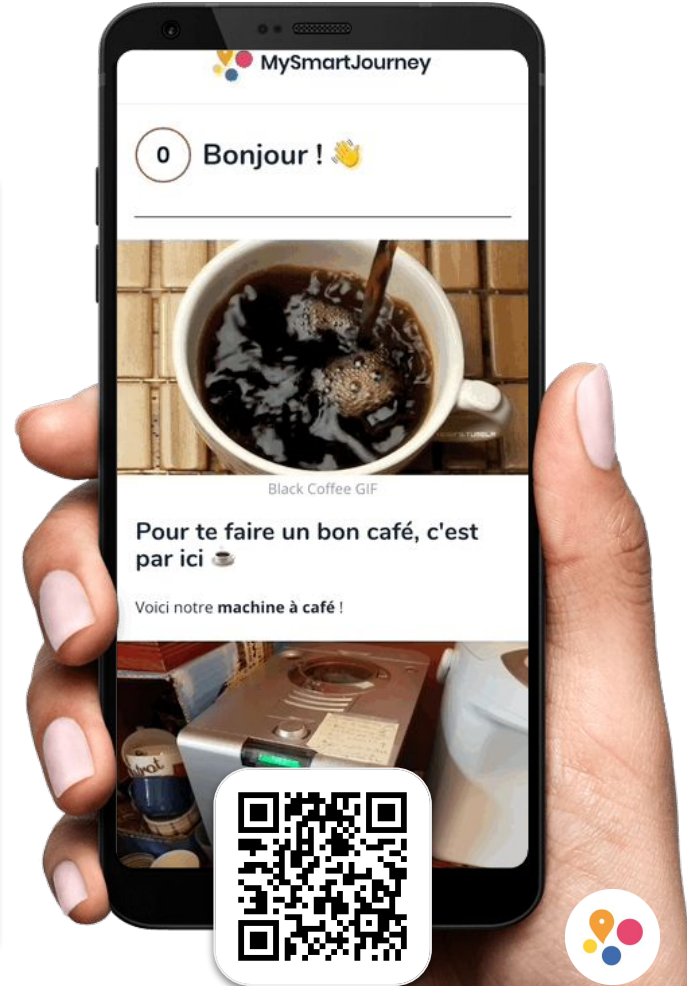 MySmartJourney
0 Bonjour ! 👋
Black Coffee GIF
Pour te faire un bon café, c'est
par ici ☕
Voici notre machine à café !